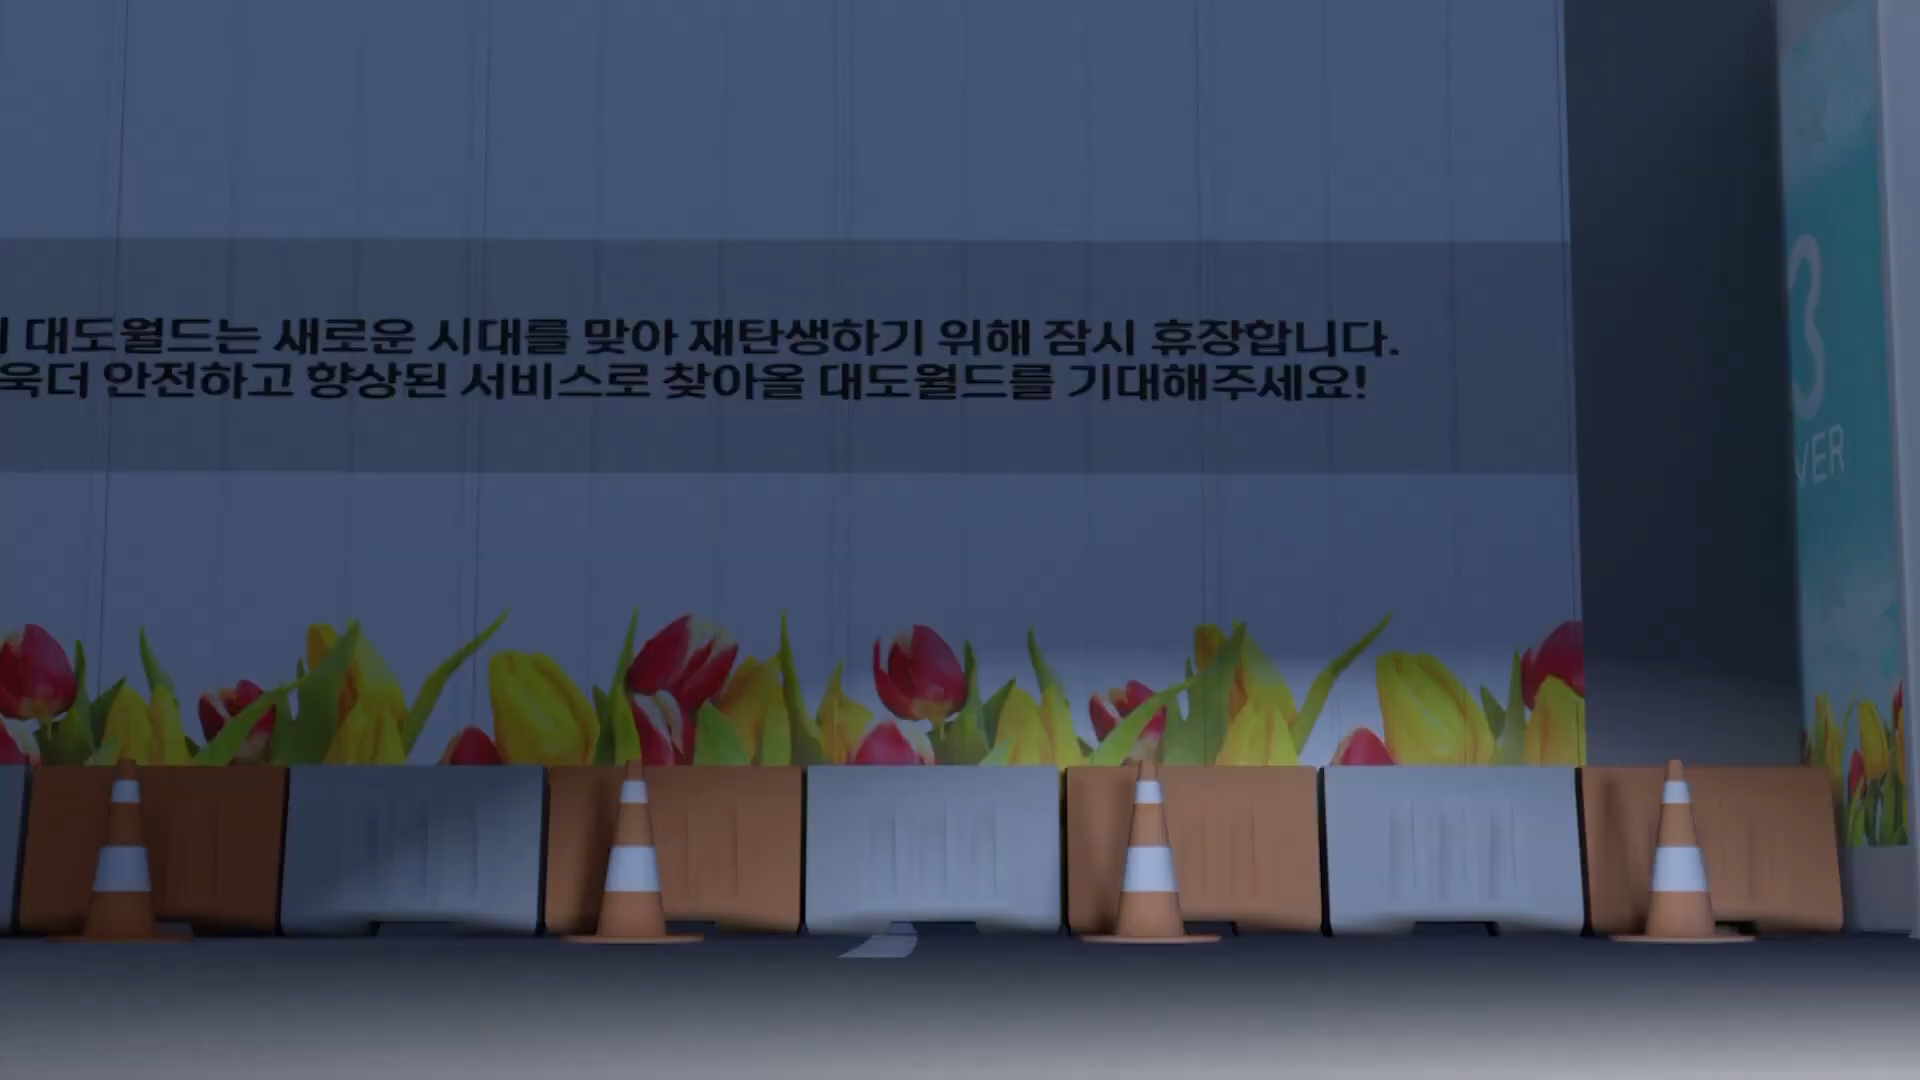 대도월드는 새로운 시대를 맞아 재탄생하기 위해 잠시 휴장합니다.
안전하고 향상된 서비스로 찾아올 대도월드를 기대해주세요!
3
VER